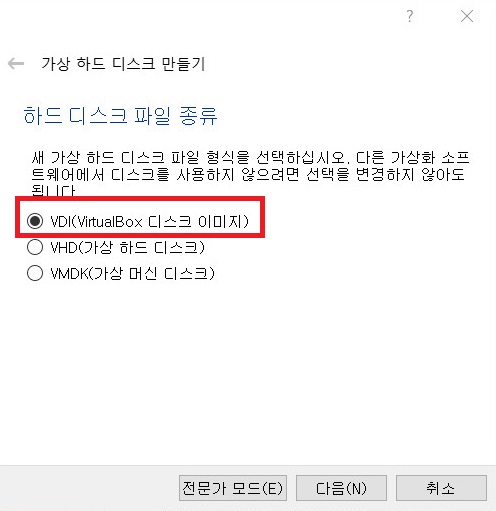 ?
가상 하드 디스크 만들기
하드 디스크 파일 종류
새 가상 하드 디스크 파일 형식을 선택하십시오. 다른 가상화 소프
트웨어에서 디스크를 사용하지 않으려면 선택을 변경하지 않아도
됩니다.
VDI(VirtualBox 디스크 이미지)
VHD(가상 하드 디스크)
VMDK(가상 머신 디스크)
전문가 모드(E) 다음(N) 취소